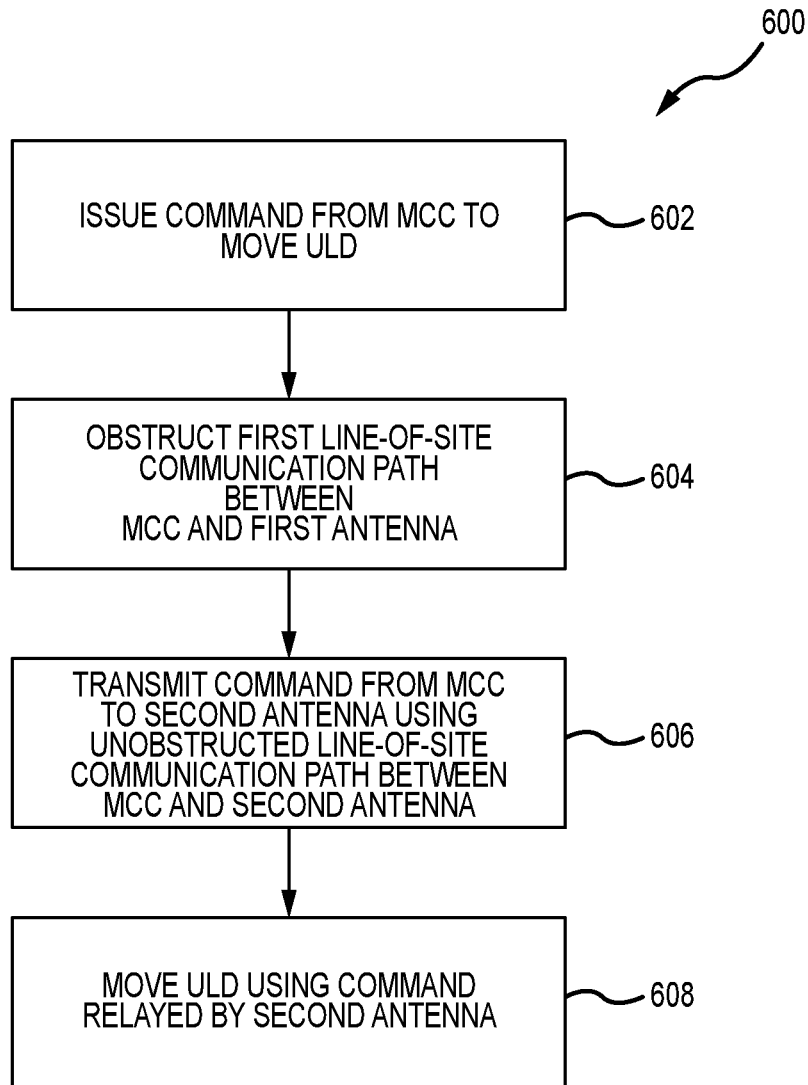 600
ISSUE COMMAND FROM MCC TO
MOVE ULD
602
OBSTRUCT FIRST LINE-OF-SITE
COMMUNICATION PATH
BETWEEN
MCC AND FIRST ANTENNA
604
TRANSMIT COMMAND FROM MCC
TO SECOND ANTENNA USING
UNOBSTRUCTED LINE-OF-SITE
COMMUNICATION PATH BETWEEN
MCC AND SECOND ANTENNA
606
MOVE ULD USING COMMAND
RELAYED BY SECOND ANTENNA
608